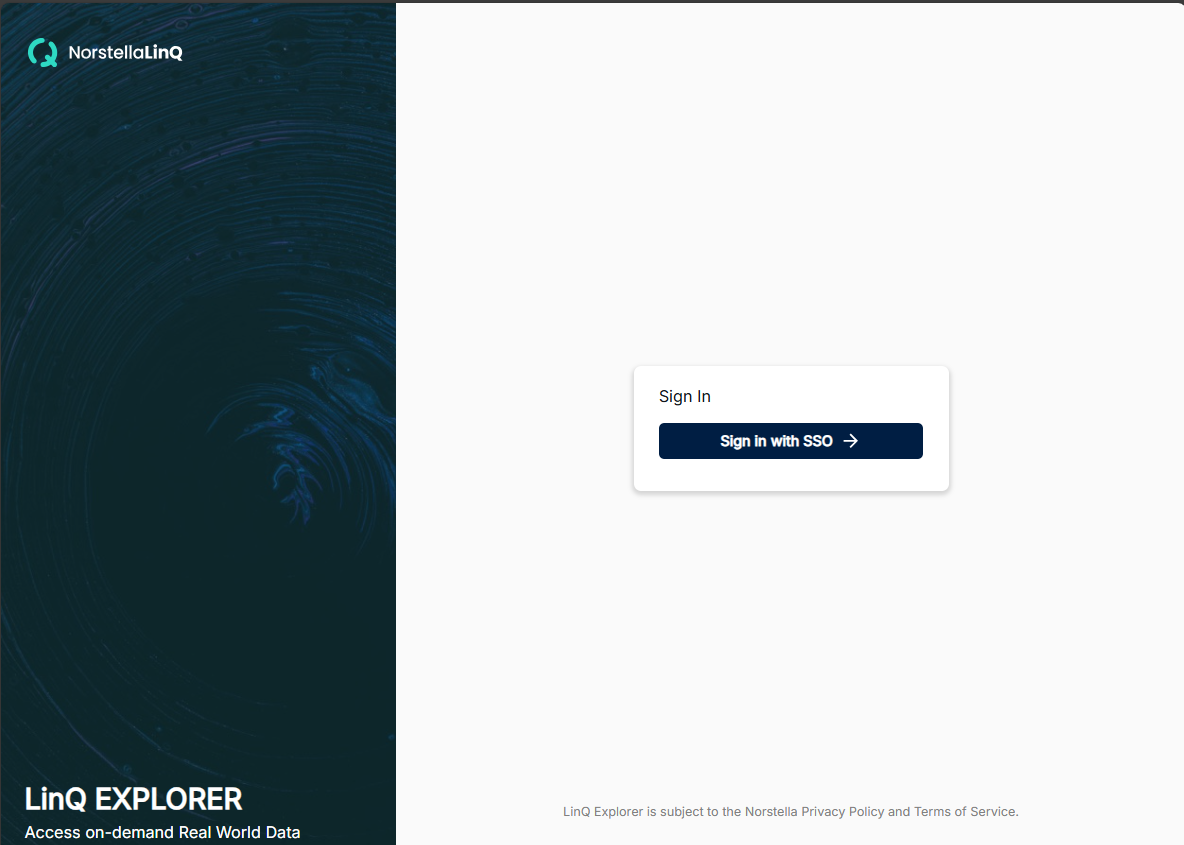 NorstellaLinQ
LinQ EXPLORER
Access on-demand Real World Data
Sign In
Sign in with SSO
LinQ Explorer is subject to the Norstella Privacy Policy and Terms of Service.